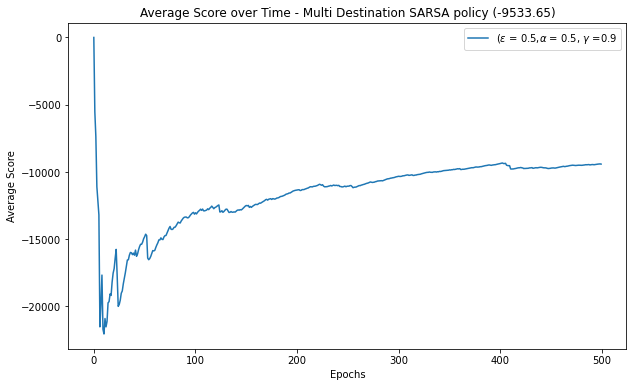 Average Score over Time - Multi Destination SARSA policy (-9533.65)
(ε = 0.5,α = 0.5, γ =0.9
0
−5000
−10000
−15000
−20000
Average Score
0 100 200 300 400 500
Epochs